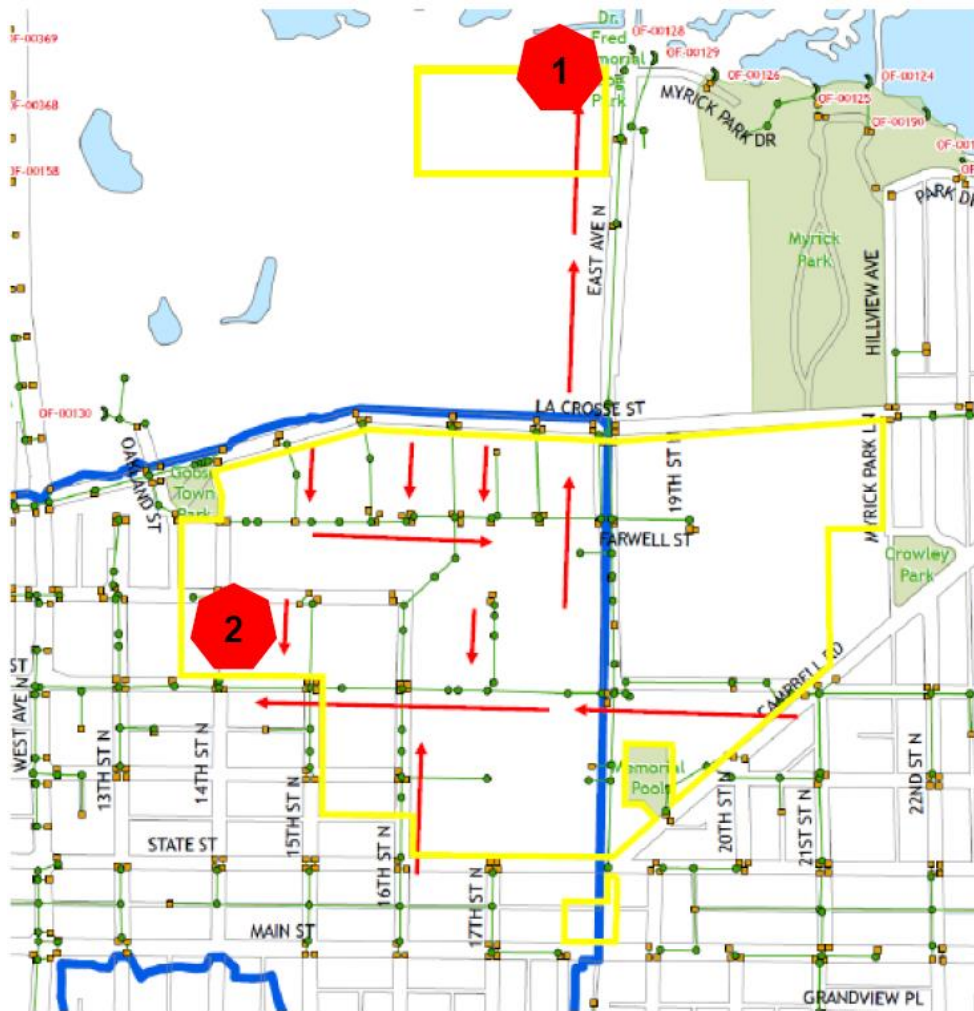 Dr.
Fred
OF-00128
OF-00369
OF-00129
1
Park
OF-00126
OF-00124
OF-00368
OF-00125
MYRICK PARK DR
OF-00190
OF-00158
PARK
EAST AVE N
Myrick
Park
HILLVIEW AVE
LA CROSSE ST
OF-00130
OAKLAND ST
Town
Park
19TH ST N
MYRICK PARK LN
FARWELL ST
Crowley
Park
2
ST
CAMPBELL RD
WEST AVE N
13TH ST N
14TH ST N
15TH ST N
16TH ST N
17TH ST N
Memorial
Pool
20TH ST N
21ST ST N
22ND ST N
STATE ST
MAIN ST
GRANDVIEW PL